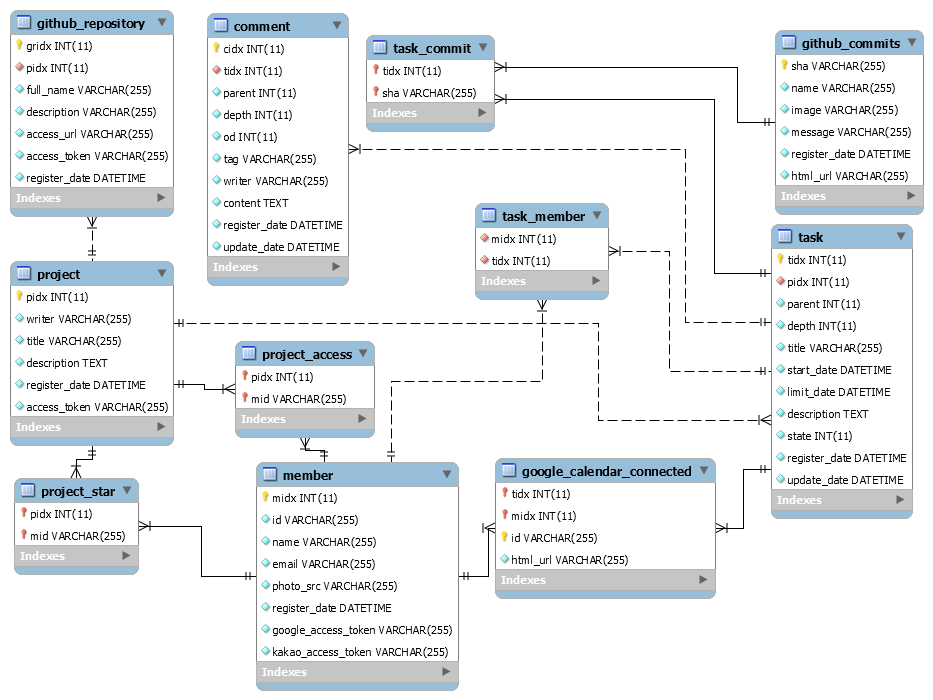 github_repository
gridx INT(11)
pidx INT(11)
full_name VARCHAR(255)
description VARCHAR(255)
access_url VARCHAR(255)
access_token VARCHAR(255)
register_date DATETIME
Indexes
comment
cidx INT(11)
tidx INT(11)
parent INT(11)
depth INT(11)
od INT(11)
tag VARCHAR(255)
writer VARCHAR(255)
content TEXT
register_date DATETIME
update_date DATETIME
Indexes
task_commit
tidx INT(11)
sha VARCHAR(255)
Indexes
github_commits
sha VARCHAR(255)
name VARCHAR(255)
image VARCHAR(255)
message VARCHAR(255)
register_date DATETIME
html_url VARCHAR(255)
Indexes
task_member
midx INT(11)
tidx INT(11)
Indexes
task
tidx INT(11)
pidx INT(11)
parent INT(11)
depth INT(11)
title VARCHAR(255)
start_date DATETIME
limit_date DATETIME
description TEXT
state INT(11)
register_date DATETIME
update_date DATETIME
Indexes
project
pidx INT(11)
writer VARCHAR(255)
title VARCHAR(255)
description TEXT
register_date DATETIME
access_token VARCHAR(255)
Indexes
project_access
pidx INT(11)
mid VARCHAR(255)
Indexes
project_star
pidx INT(11)
mid VARCHAR(255)
Indexes
member
midx INT(11)
id VARCHAR(255)
name VARCHAR(255)
email VARCHAR(255)
photo_src VARCHAR(255)
register_date DATETIME
google_access_token VARCHAR(255)
kakao_access_token VARCHAR(255)
Indexes
google_calendar_connected
tidx INT(11)
midx INT(11)
id VARCHAR(255)
html_url VARCHAR(255)
Indexes